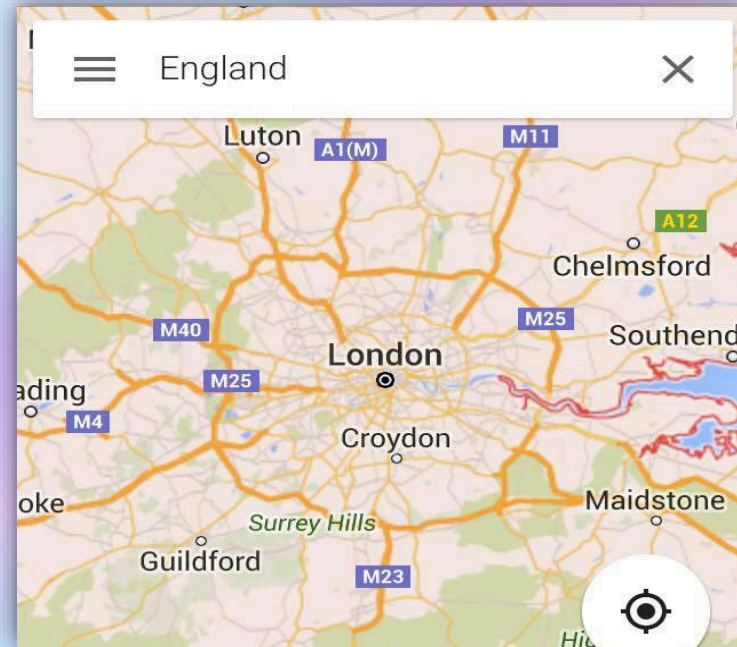 England
Luton
A1(M)
M11
A12
Chelmsford
M25
M40
Southend
London
M25
ading
M4
Croydon
oke
Maidstone
Surrey Hills
Guildford
M23